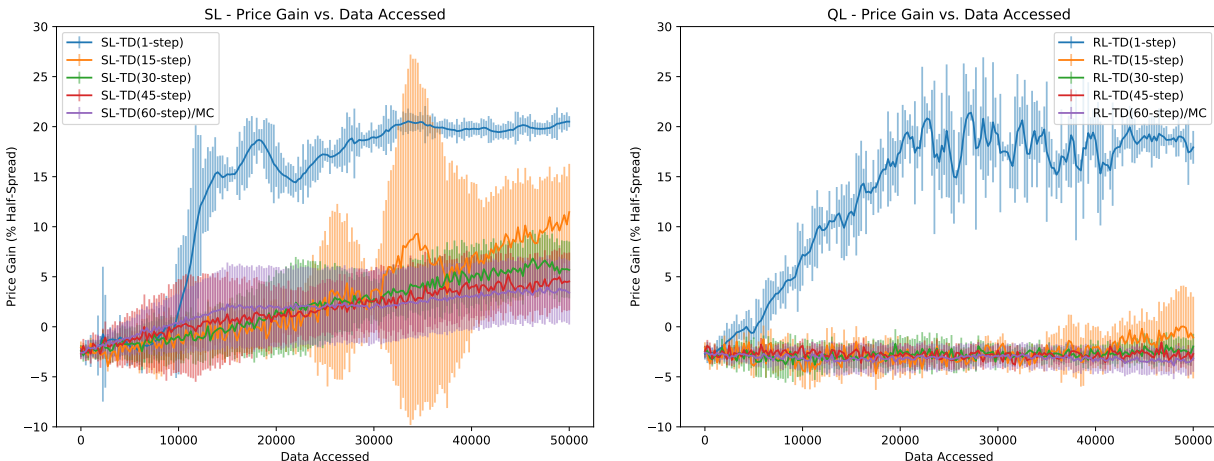 SL - Price Gain vs. Data Accessed
30
25
20
15
10
5
0
−5
−10
Price Gain (% Half-Spread)
SL-TD(1-step)
SL-TD(15-step)
SL-TD(30-step)
SL-TD(45-step)
SL-TD(60-step)/MC
0 10000 20000 30000 40000 50000
Data Accessed
QL - Price Gain vs. Data Accessed
30
25
20
15
10
5
0
−5
−10
Price Gain (% Half-Spread)
RL-TD(1-step)
RL-TD(15-step)
RL-TD(30-step)
RL-TD(45-step)
RL-TD(60-step)/MC
0 10000 20000 30000 40000 50000
Data Accessed